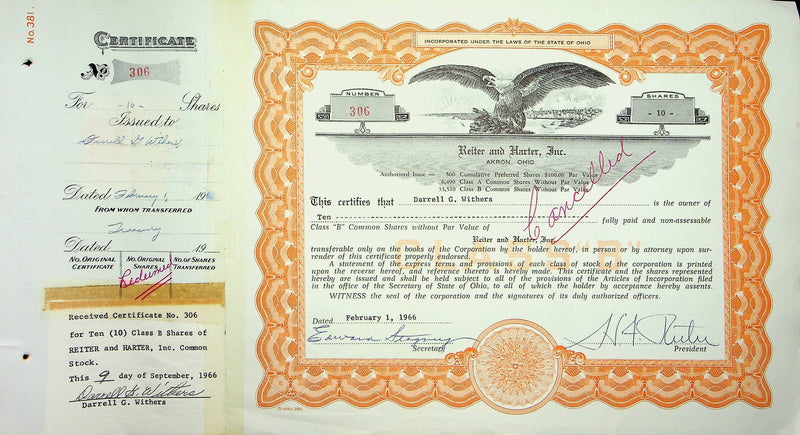 No. 381.
CERTIFICATE
No 306
For -10- Shares
Issued to
Darrell G. Withers
Dated February 1, 1966
FROM WHOM TRANSFERRED
Treasury
Dated 19
NO. ORIGINAL CERTIFICATE
NO. ORIGINAL SHARES
NO. OF SHARES TRANSFERRED
Redeemed
Received Certificate No. 306
for Ten (10) Class B Shares of
REITER and HARTER, Inc. Common
Stock.
This 9 day of September, 1966
Darrell G. Withers
Darrell G. Withers
INCORPORATED UNDER THE LAWS OF THE STATE OF OHIO
NUMBER
306
SHARES
- 10 -
Reiter and Harter, Inc.
AKRON, OHIO
Authorized Issue — 500 Cumulative Preferred Shares $100.00 Par Value
6,490 Class A Common Shares Without Par Value
55,510 Class B Common Shares Without Par Value
Cancelled
This certifies that Darrell G. Withers is the owner of
Ten fully paid and non-assessable
Class "B" Common Shares without Par Value of
Reiter and Harter, Inc.
transferable only on the books of the Corporation by the holder hereof, in person or by attorney upon sur-
render of this certificate properly endorsed.
A statement of the express terms and provisions of each class of stock of the corporation is printed
upon the reverse hereof, and reference thereto is hereby made. This certificate and the shares represented
hereby are issued and shall be held subject to all of the provisions of the Articles of Incorporation filed
in the office of the Secretary of State of Ohio, to all of which the holder by acceptance hereby assents.
WITNESS the seal of the corporation and the signatures of its duly authorized officers.
Dated February 1, 1966
Edward
Secretary
H F Reiter
President